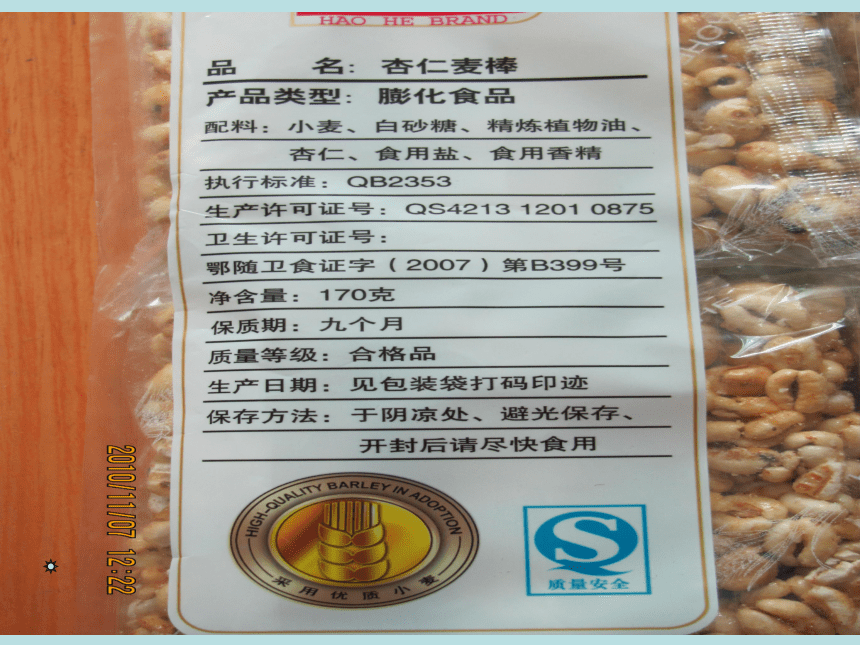 HAO HE BRAND
品　　名：杏仁麦棒
产品类型：膨化食品
配料：小麦、白砂糖、精炼植物油、
杏仁、食用盐、食用香精
执行标准：QB2353
生产许可证号：QS4213 1201 0875
卫生许可证号：
鄂随卫食证字（2007）第B399号
净含量：170克
保质期：九个月
质量等级：合格品
生产日期：见包装袋打码印迹
保存方法：于阴凉处、避光保存、
开封后请尽快食用
HIGH-QUALITY BARLEY IN ADOPTION
采用优质小麦
S
质量安全
2010/11/07 12:22